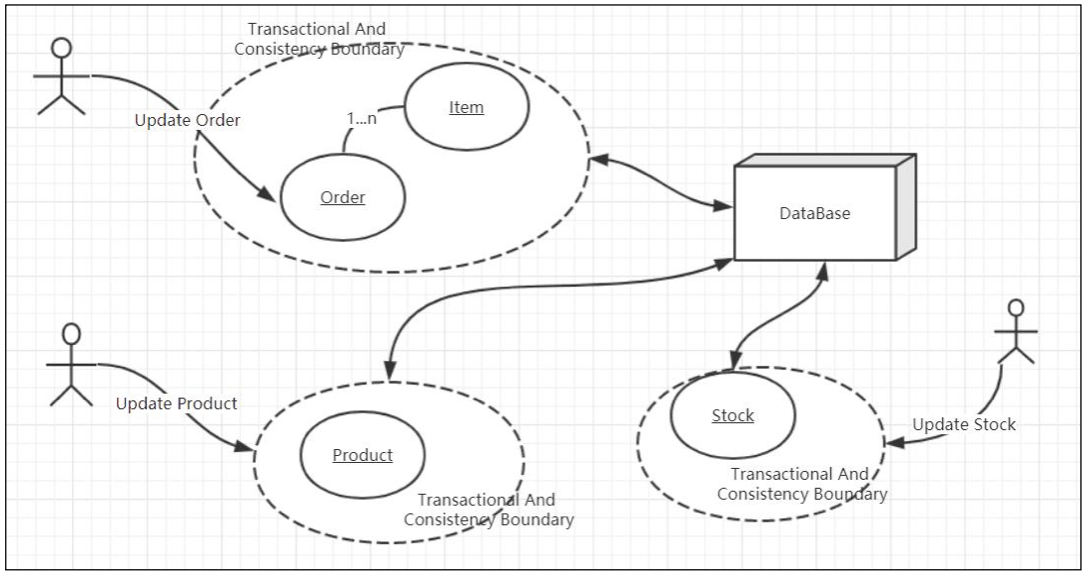 Transactional And
Consistency Boundary
Item
1...n
Update Order
Order
DataBase
Update Product
Product
Transactional And
Consistency Boundary
Stock
Update Stock
Transactional And
Consistency Boundary